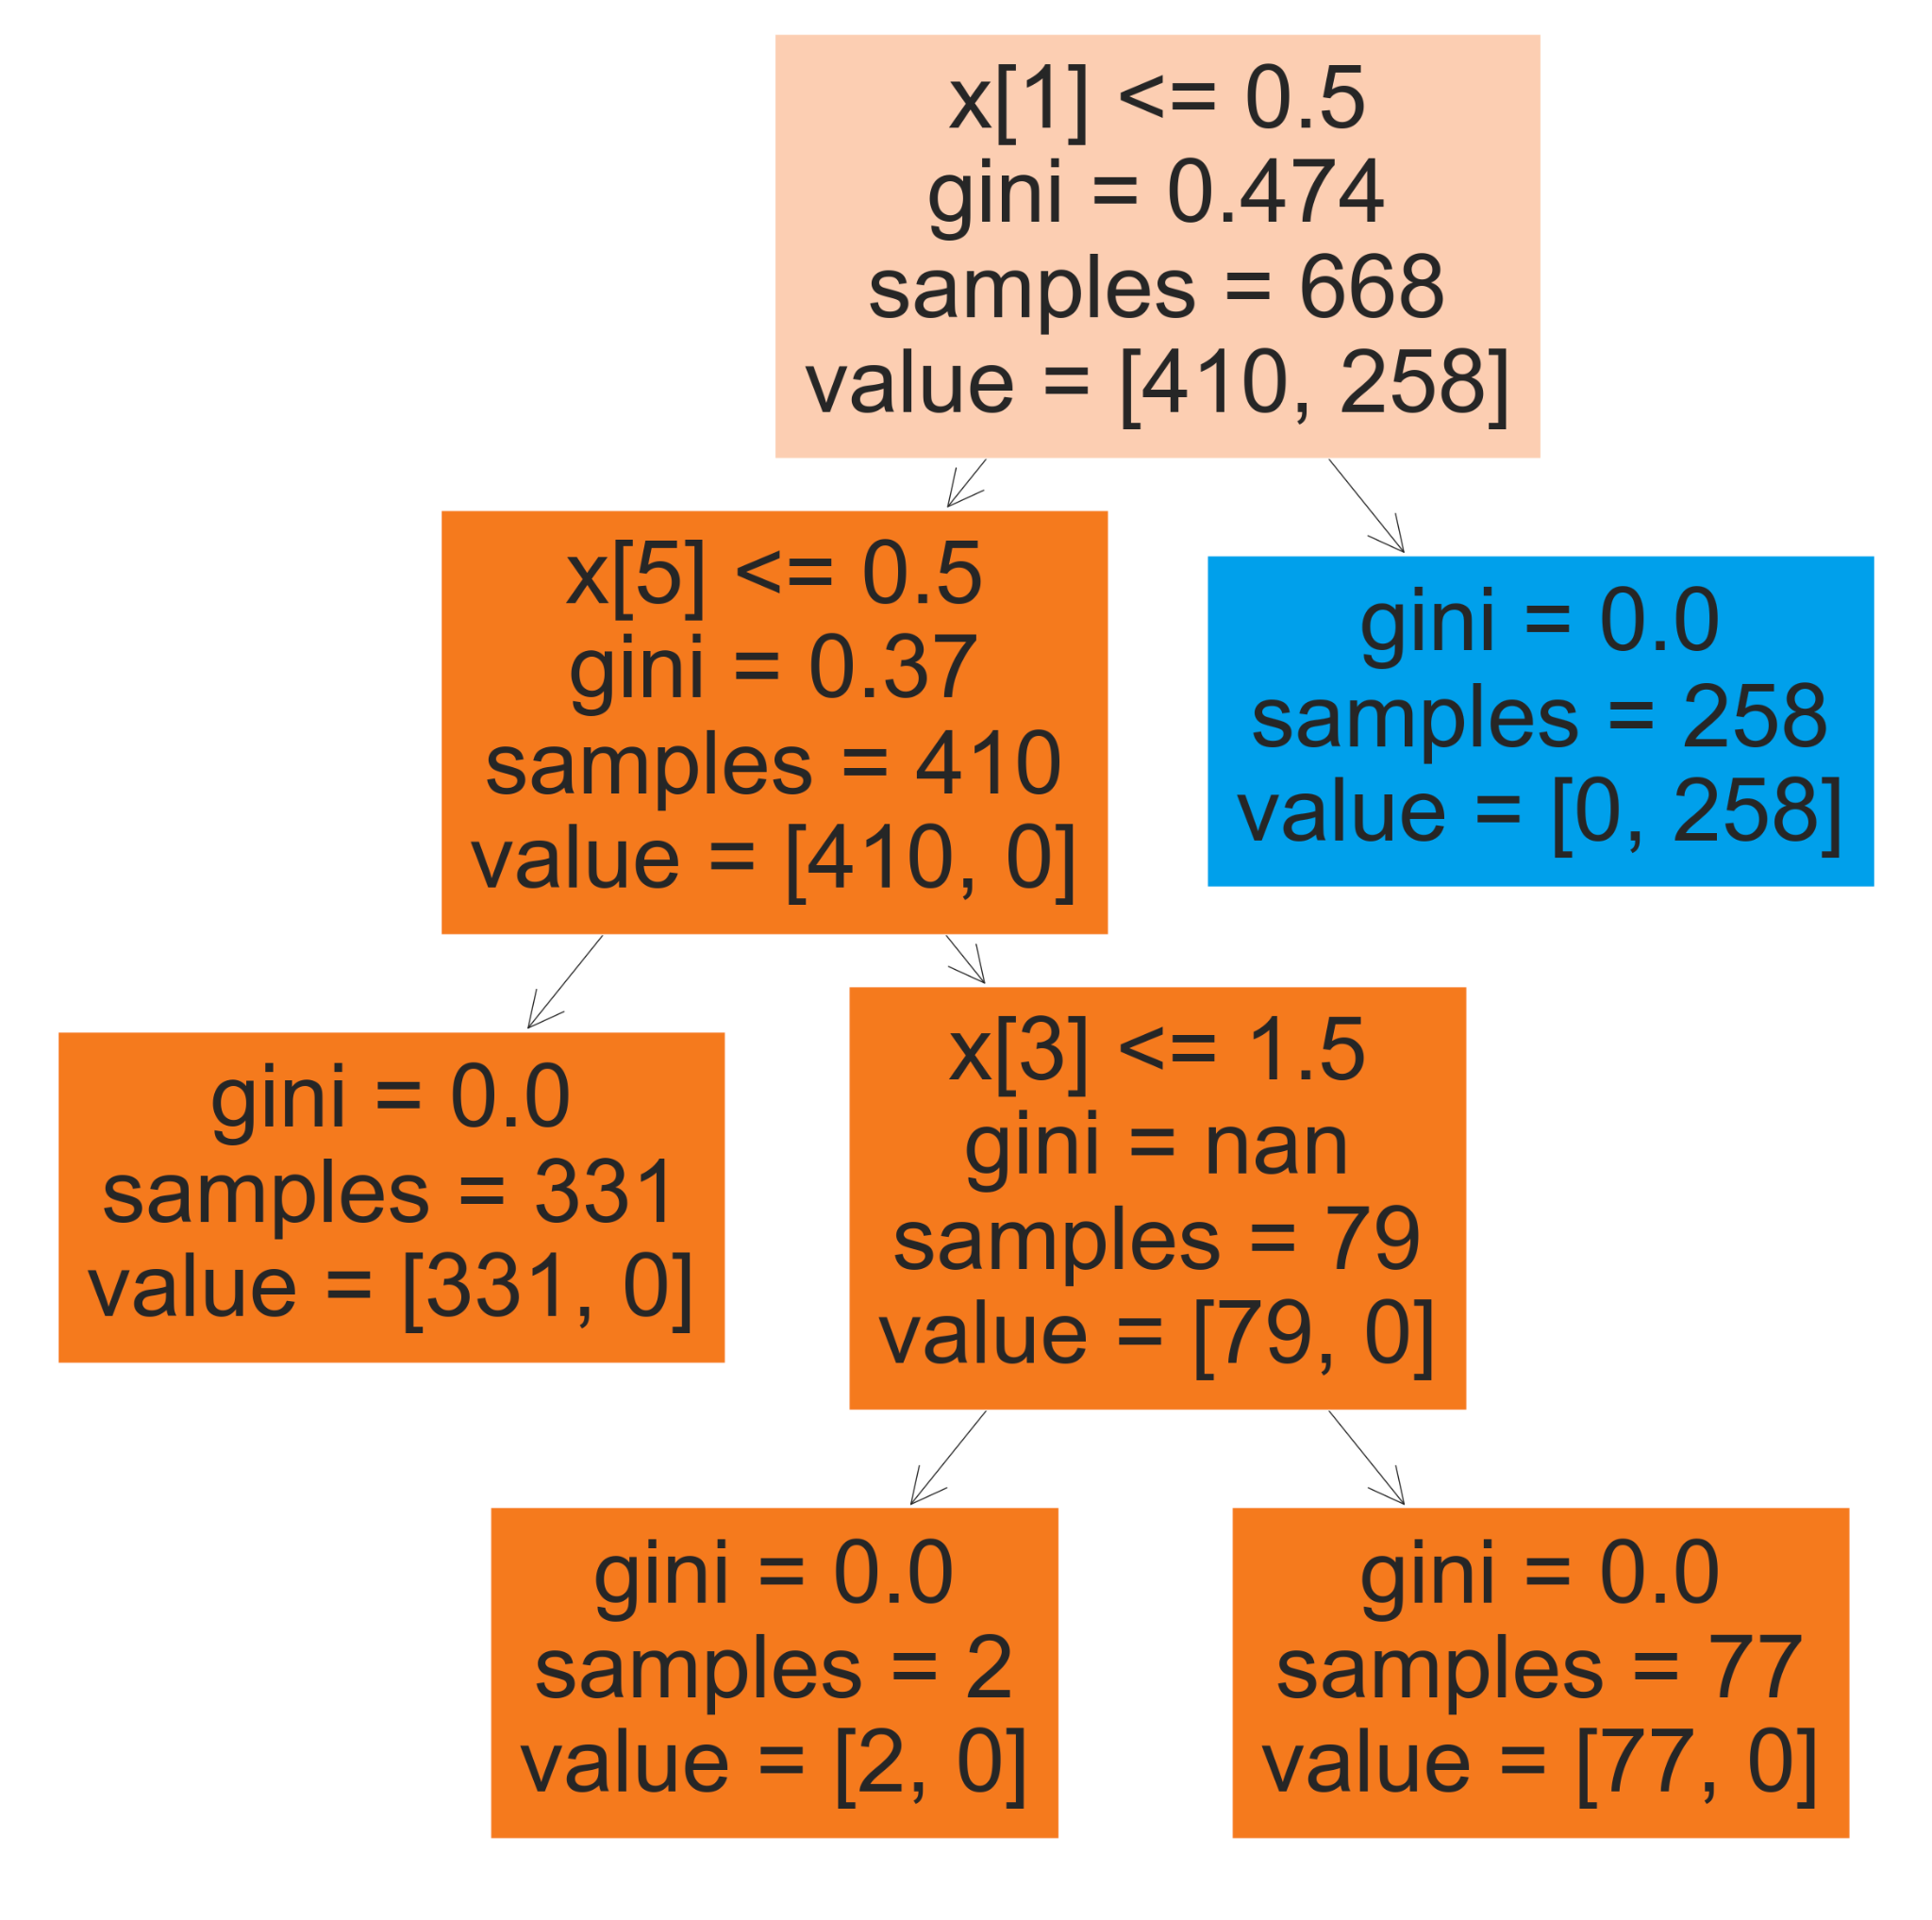 x[1] <= 0.5
gini = 0.474
samples = 668
value = [410, 258]
x[5] <= 0.5
gini = 0.37
samples = 410
value = [410, 0]
gini = 0.0
samples = 258
value = [0, 258]
gini = 0.0
samples = 331
value = [331, 0]
x[3] <= 1.5
gini = nan
samples = 79
value = [79, 0]
gini = 0.0
samples = 2
value = [2, 0]
gini = 0.0
samples = 77
value = [77, 0]